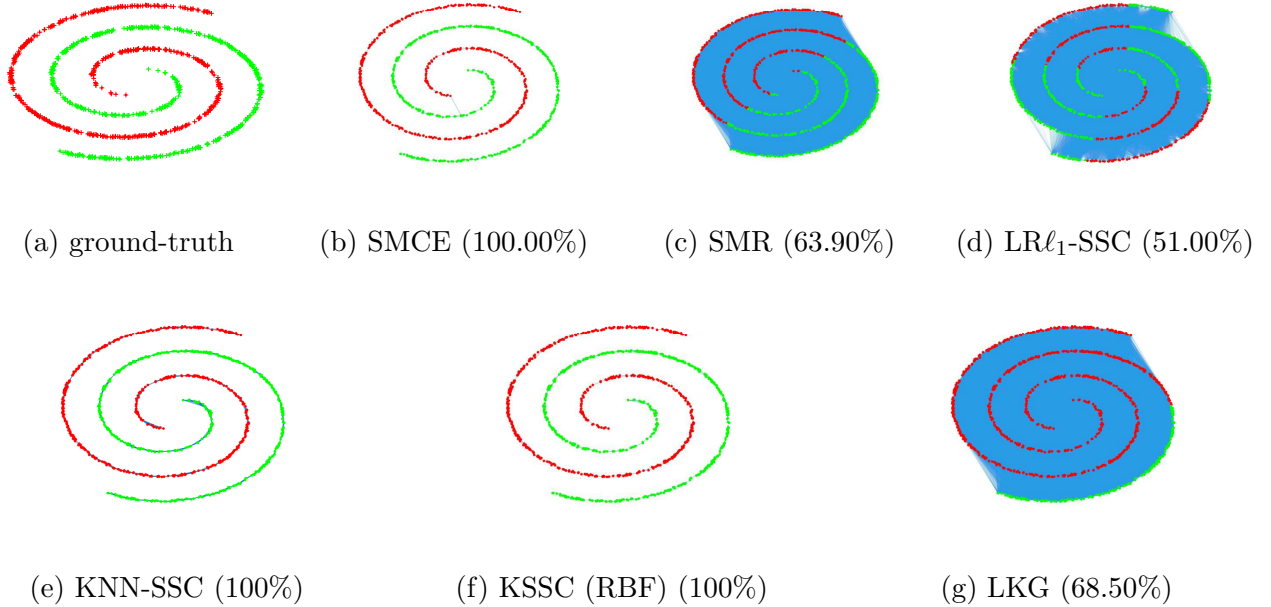 (a) ground-truth
(b) SMCE (100.00%)
(c) SMR (63.90%)
(d) LRℓ₁-SSC (51.00%)
(e) KNN-SSC (100%)
(f) KSSC (RBF) (100%)
(g) LKG (68.50%)